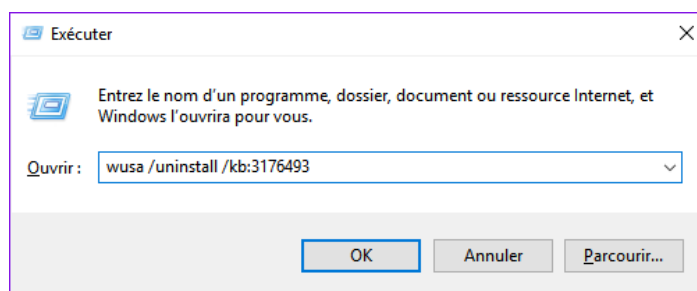 Exécuter
Entrez le nom d'un programme, dossier, document ou ressource Internet, et
Windows l'ouvrira pour vous.
Ouvrir : wusa /uninstall /kb:3176493
OK Annuler Parcourir...